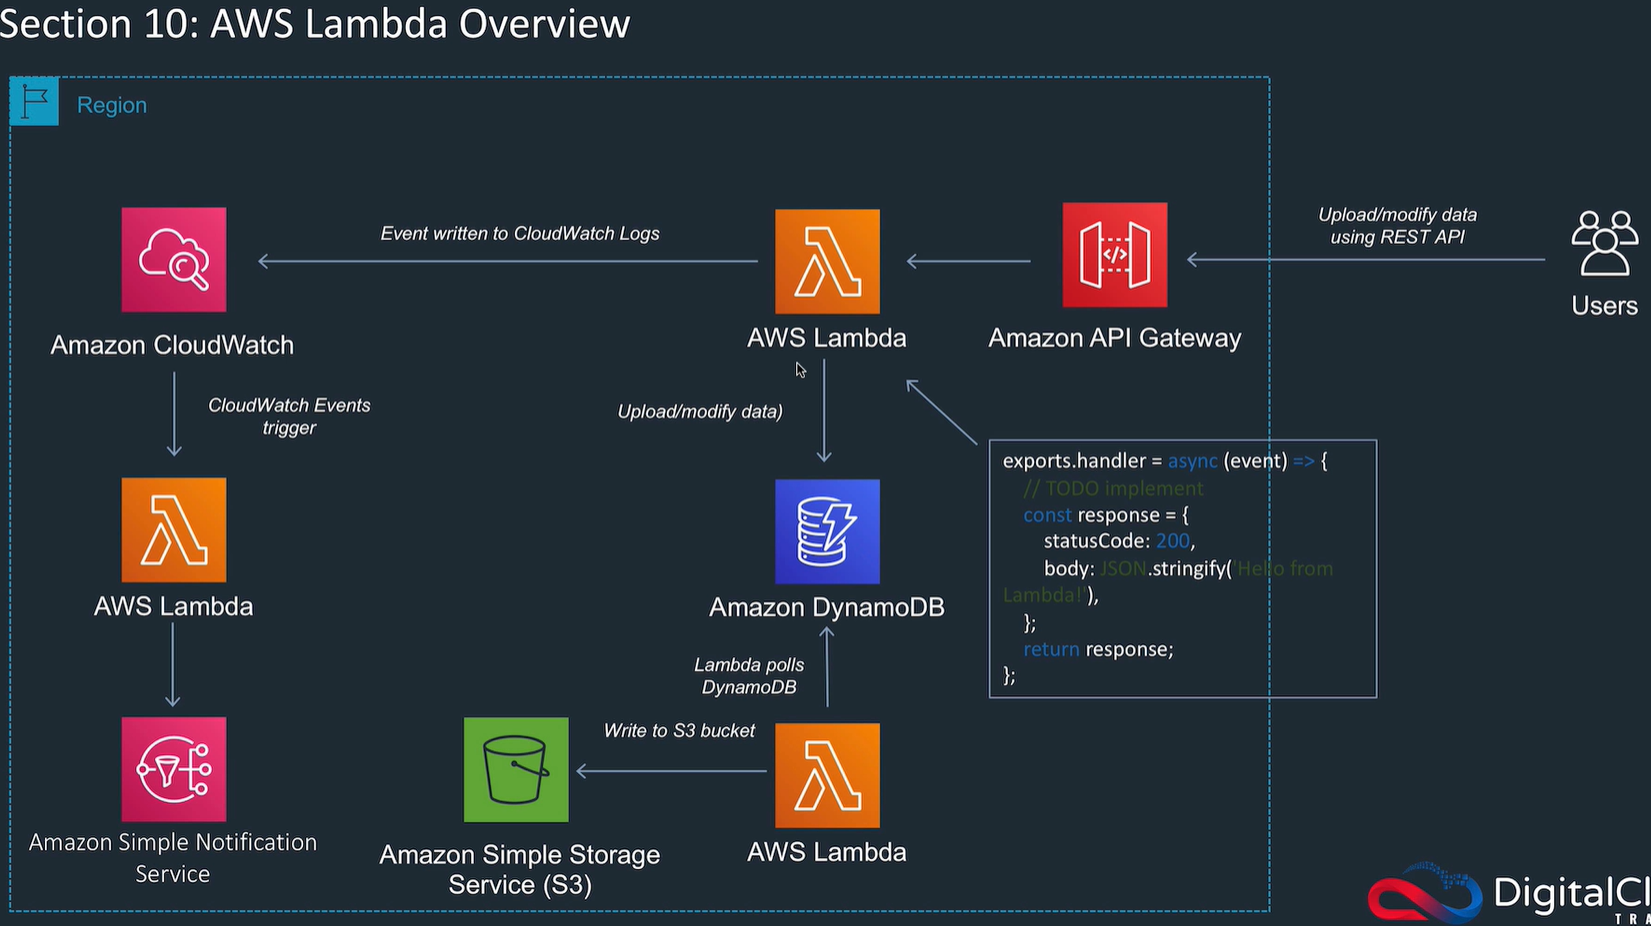 Section 10: AWS Lambda Overview
Region
Event written to CloudWatch Logs
Upload/modify data
using REST API
Users
Amazon CloudWatch
AWS Lambda
Amazon API Gateway
CloudWatch Events
trigger
Upload/modify data)
exports.handler = async (event) => {
// TODO implement
const response = {
statusCode: 200,
body: JSON.stringify('Hello from
Lambda!'),
};
return response;
};
AWS Lambda
Amazon DynamoDB
Lambda polls
DynamoDB
Write to S3 bucket
Amazon Simple Notification
Service
Amazon Simple Storage
Service (S3)
AWS Lambda
DigitalCl
TRA